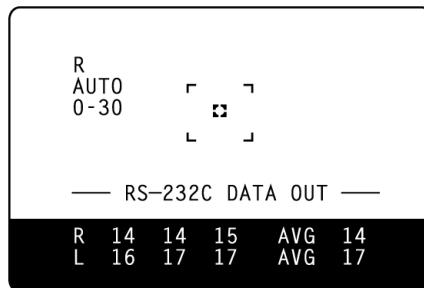 R
AUTO
0-30
RS-232C DATA OUT
R 14 14 15 AVG 14
L 16 17 17 AVG 17